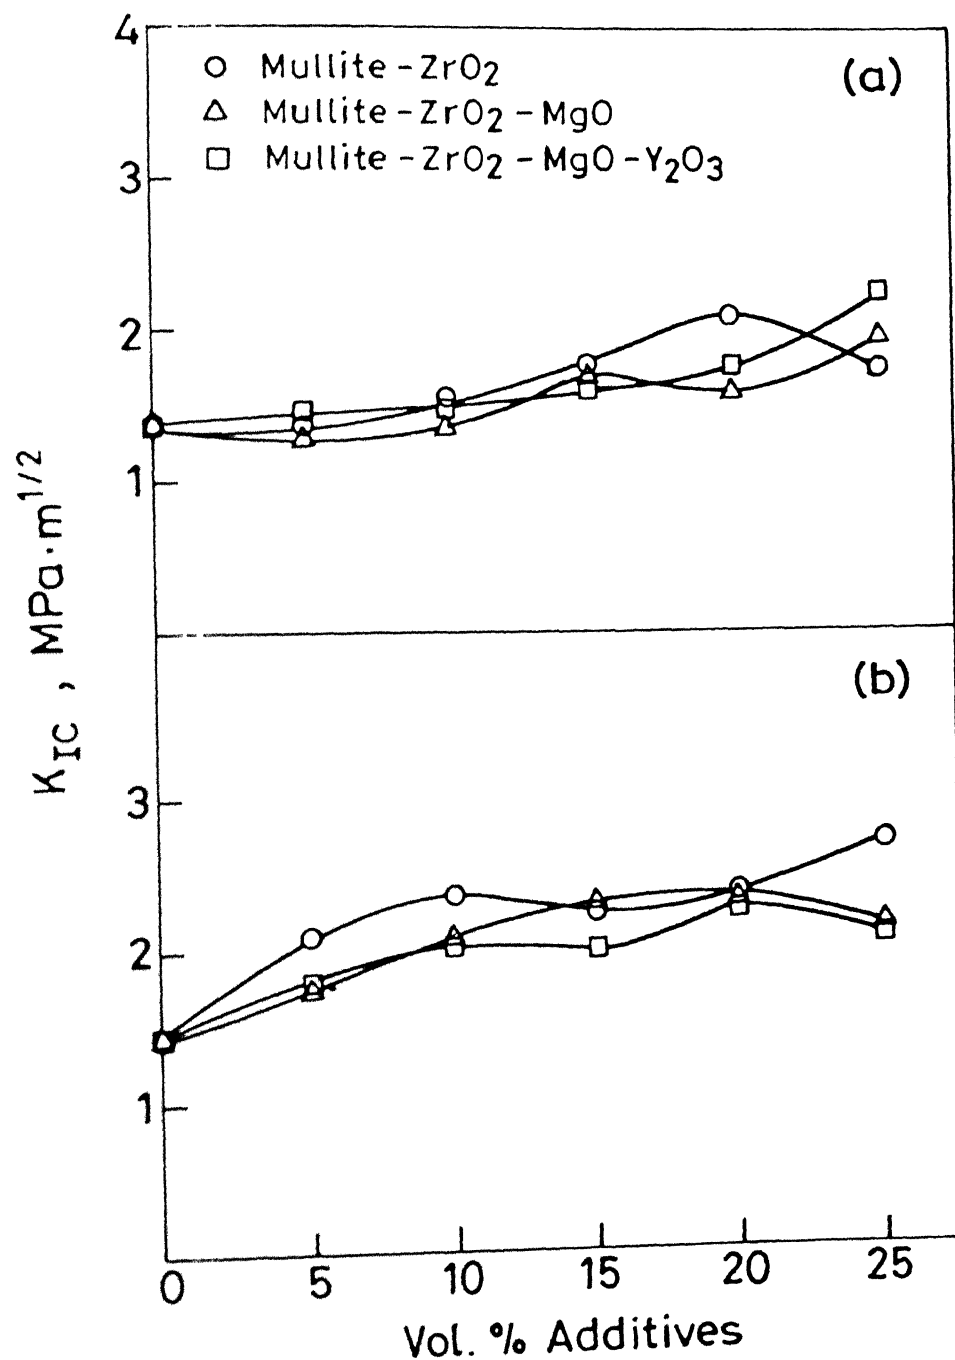 4
Mullite-ZrO2
(a)
Mullite-ZrO2-MgO
Mullite-ZrO2-MgO-Y2O3
3
2
1
KIC, MPa·m1/2
(b)
3
2
1
0 5 10 15 20 25
Vol. % Additives